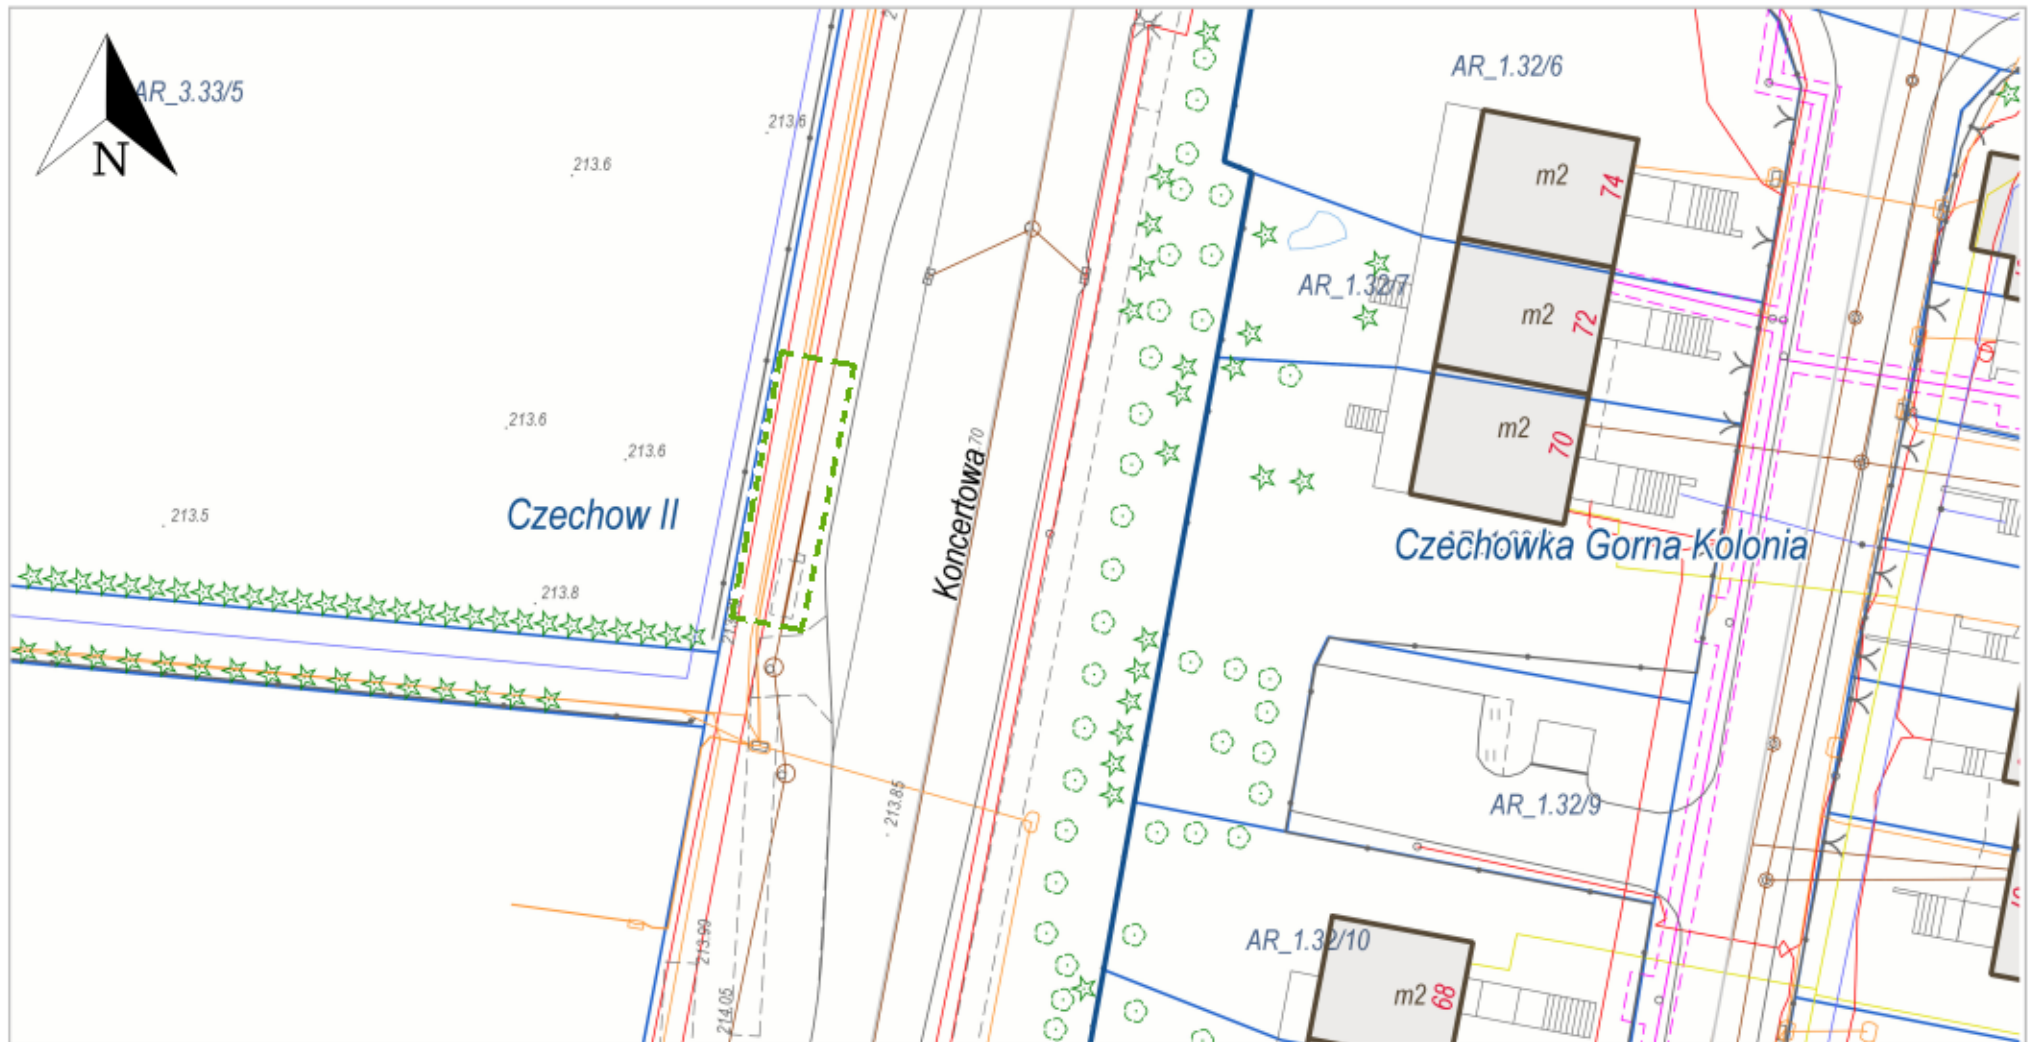 AR_3.33/5
N
213.6
213.6
213.6
213.6
213.5
213.8
Czechow II
Koncertowa
70
213.85
213.99
214.05
AR_1.32/6
m2
74
AR_1.32/7
m2
72
m2
70
Czechowka Gorna Kolonia
AR_1.32/9
AR_1.32/10
m2
68